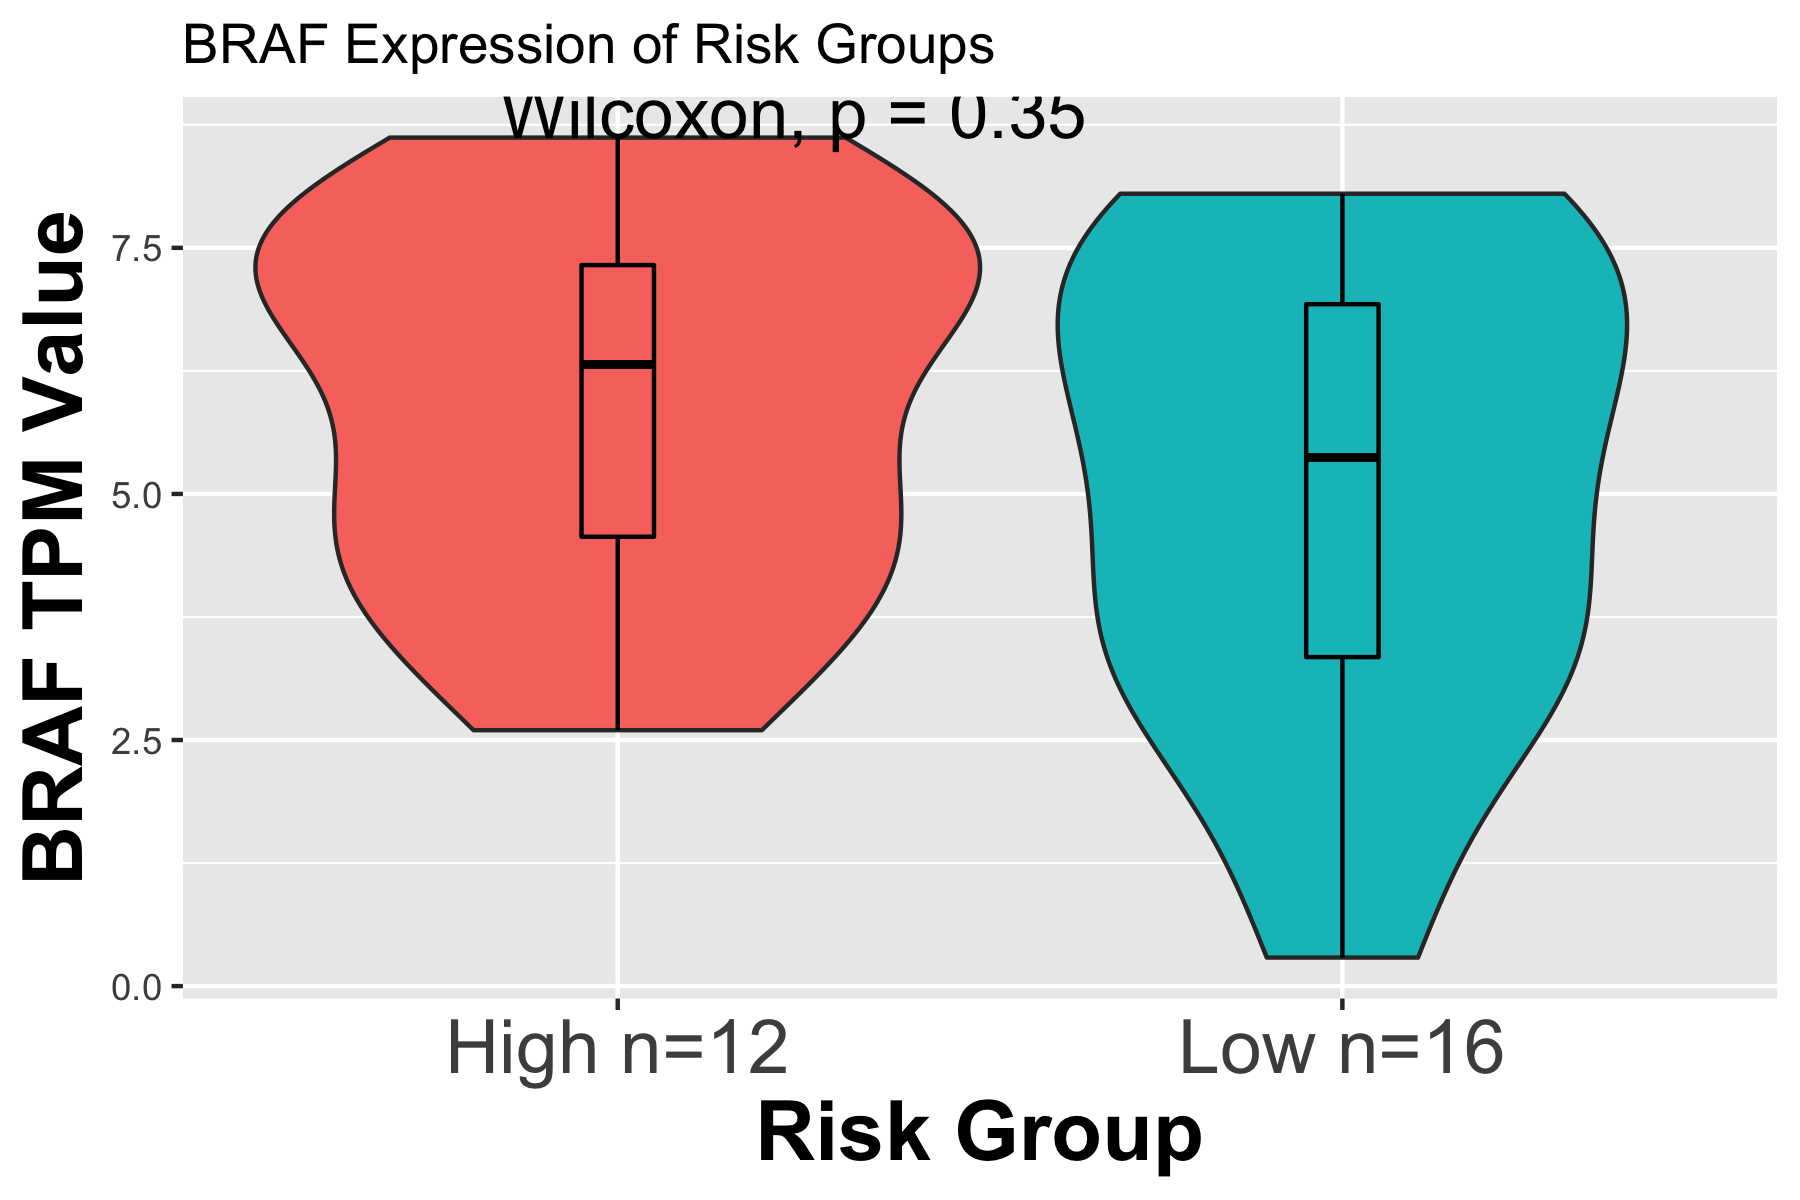 BRAF Expression of Risk Groups
Wilcoxon, p = 0.35
BRAF TPM Value
7.5
5.0
2.5
0.0
High n=12
Low n=16
Risk Group